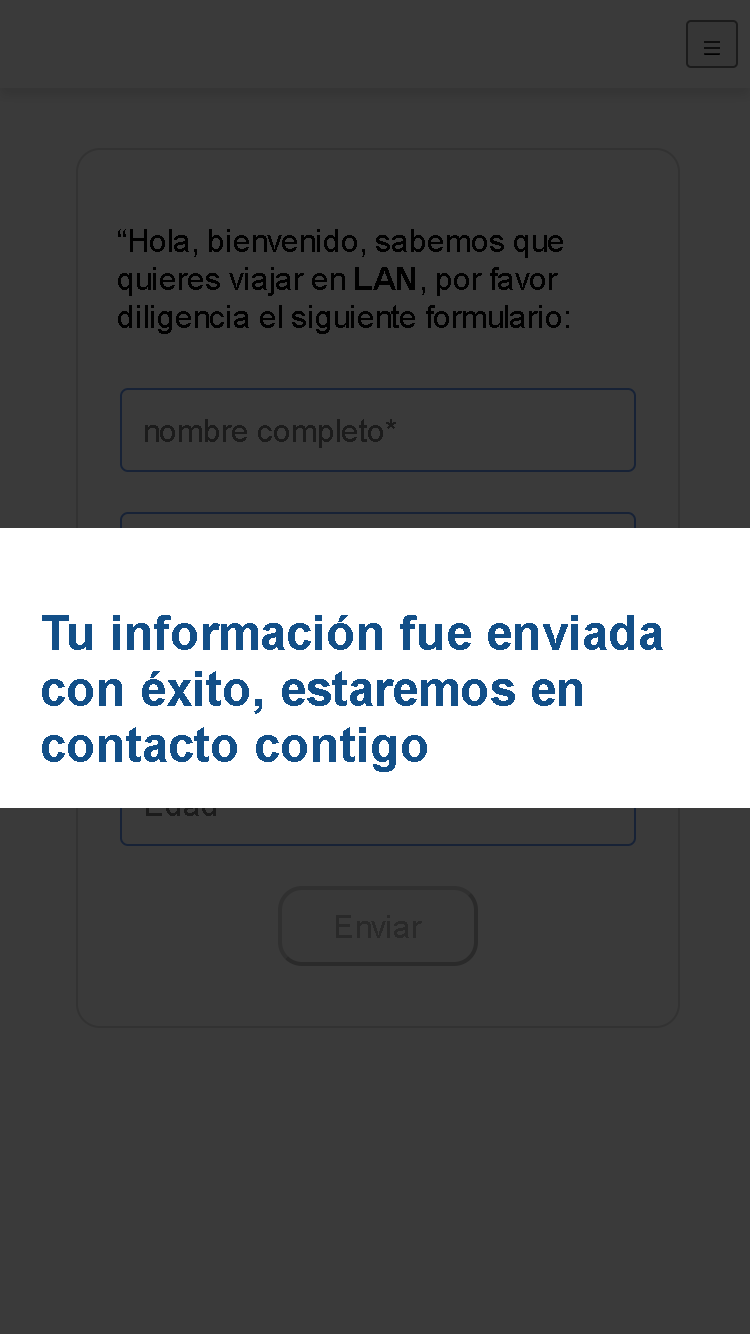 “Hola, bienvenido, sabemos que
quieres viajar en LAN, por favor
diligencia el siguiente formulario:
nombre completo*
Tu información fue enviada
con éxito, estaremos en
contacto contigo
Edad
Enviar